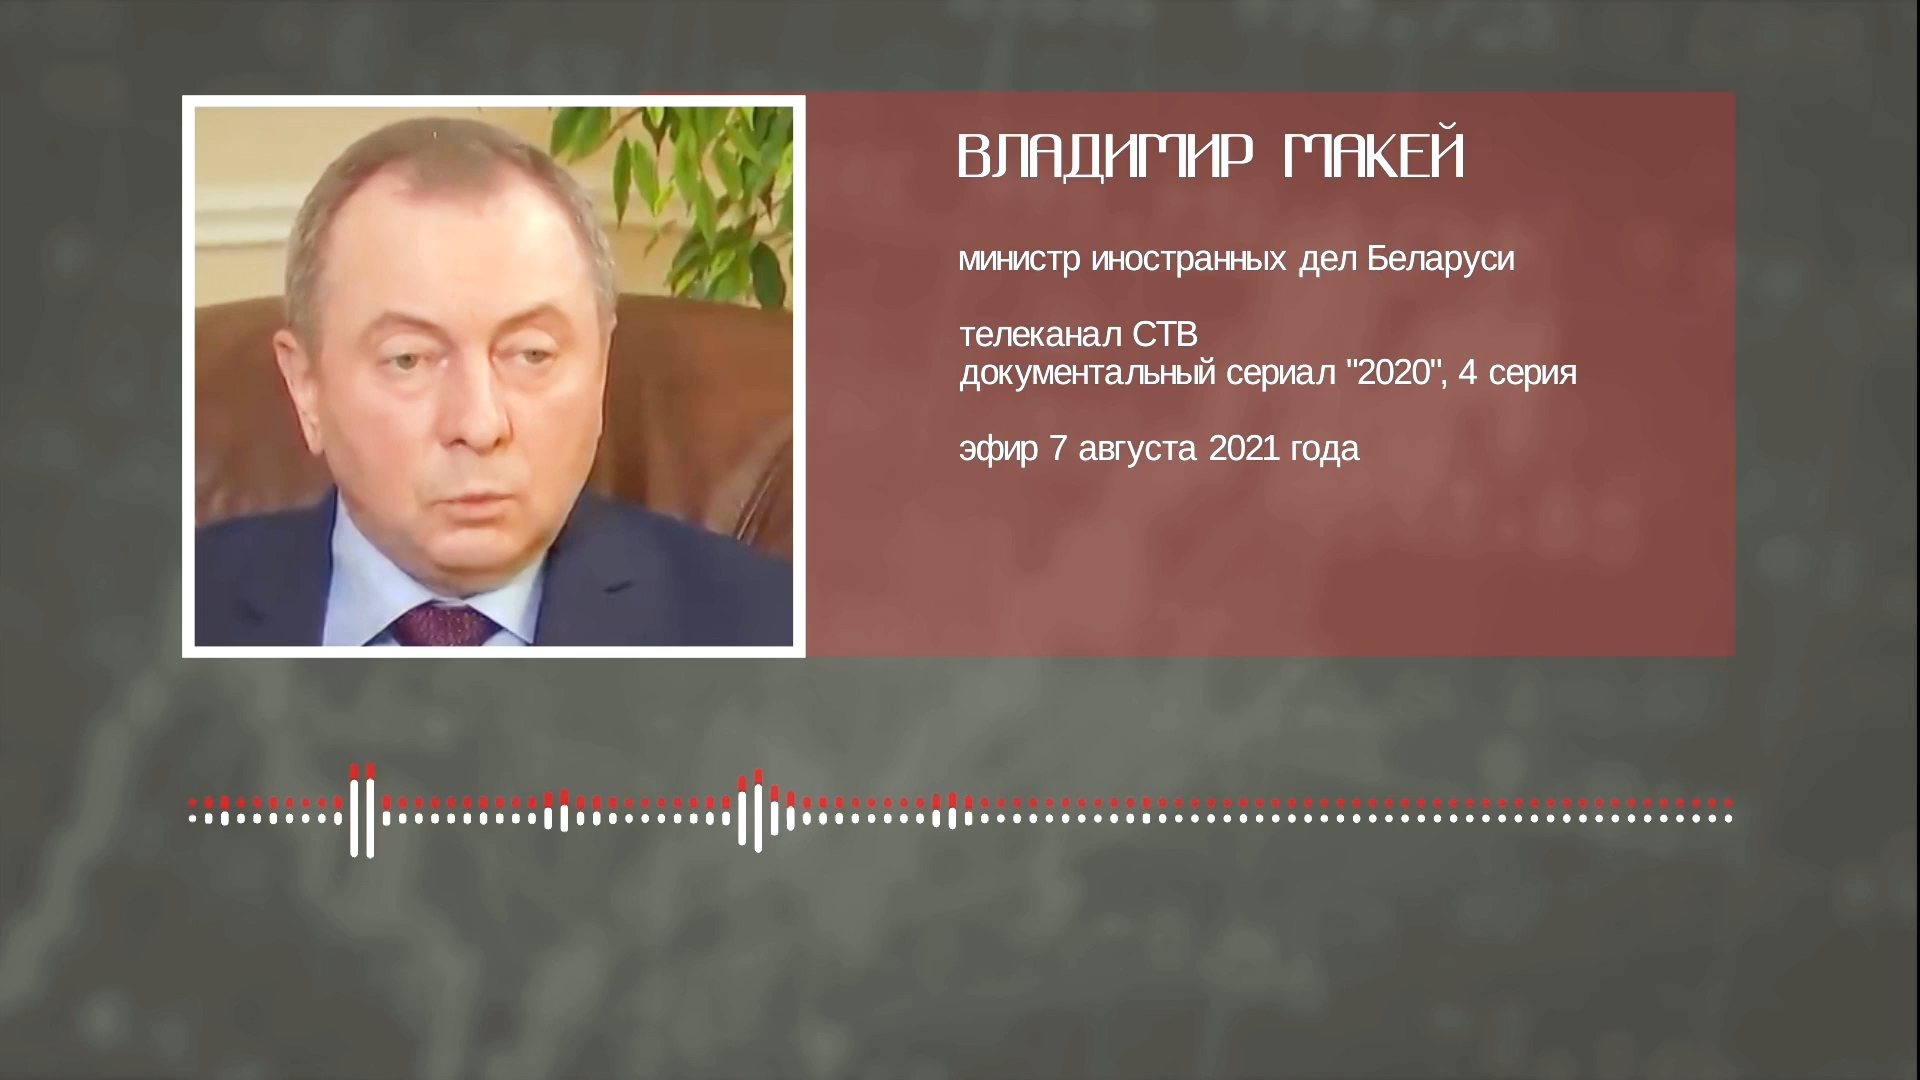 ВЛАДИМИР МАКЕЙ
министр иностранных дел Беларуси
телеканал СТВ
документальный сериал "2020", 4 серия
эфир 7 августа 2021 года